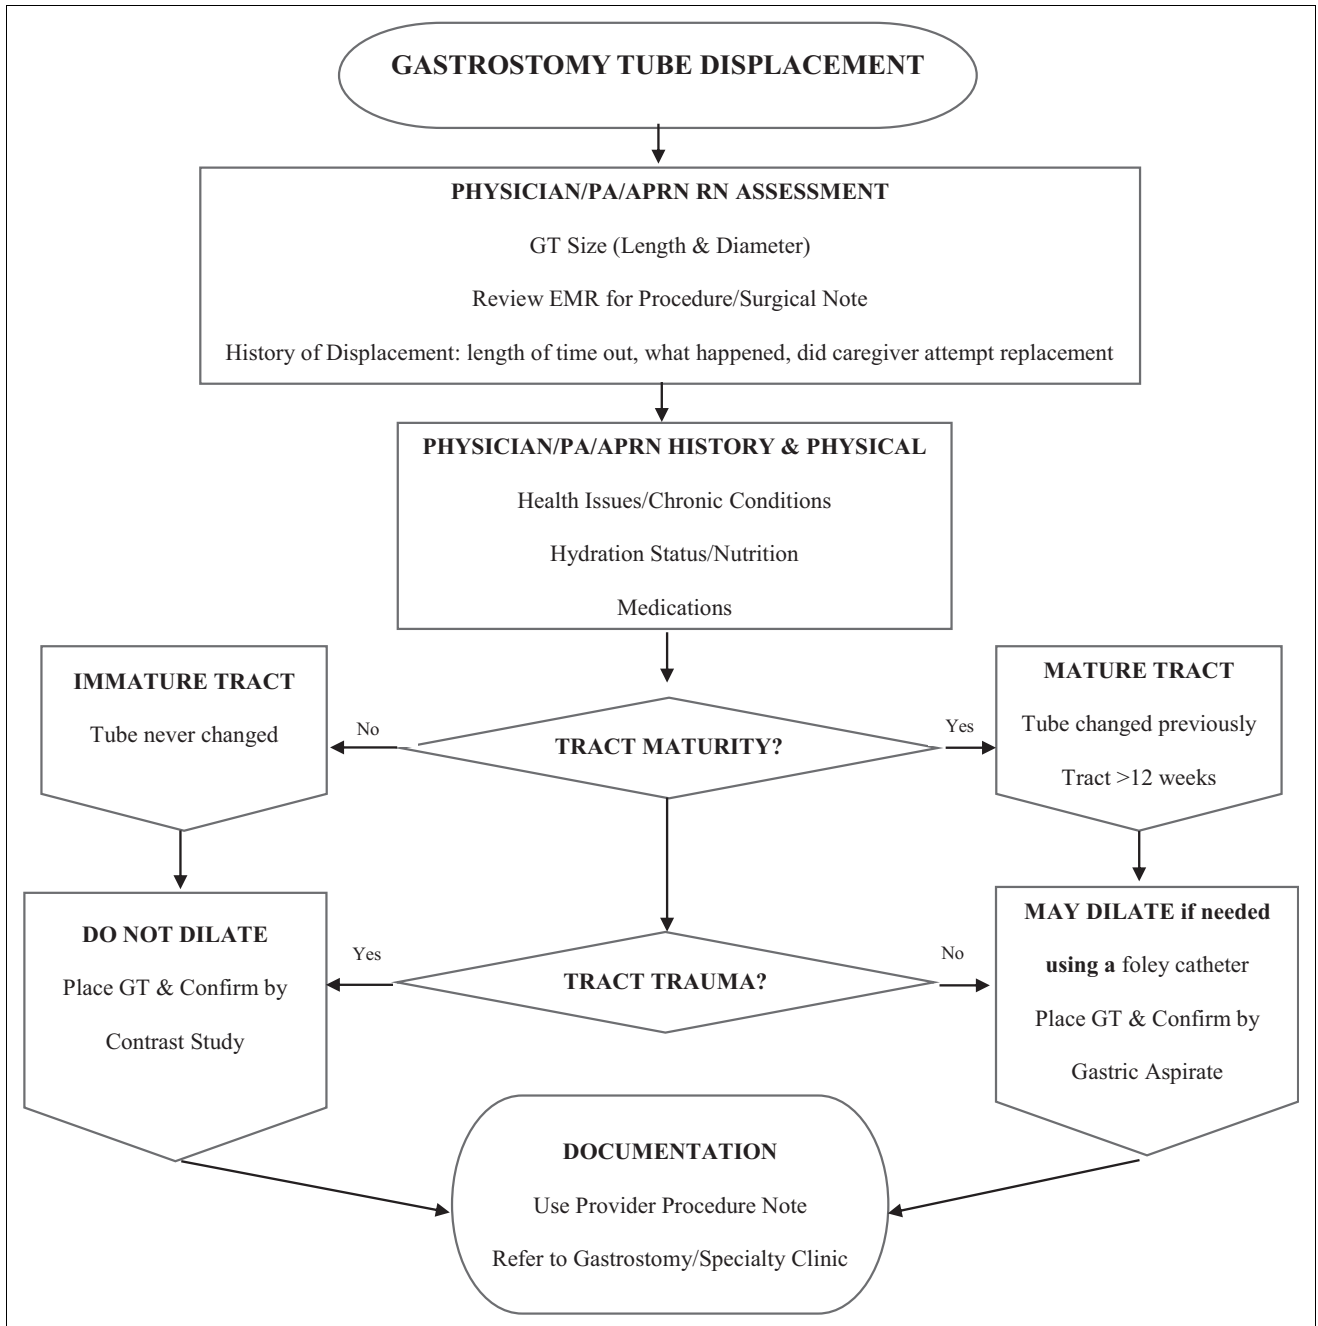 GASTROSTOMY TUBE DISPLACEMENT
PHYSICIAN/PA/APRN RN ASSESSMENT
GT Size (Length & Diameter)
Review EMR for Procedure/Surgical Note
History of Displacement: length of time out, what happened, did caregiver attempt replacement
PHYSICIAN/PA/APRN HISTORY & PHYSICAL
Health Issues/Chronic Conditions
Hydration Status/Nutrition
Medications
IMMATURE TRACT
Tube never changed
No
TRACT MATURITY?
Yes
MATURE TRACT
Tube changed previously
Tract >12 weeks
DO NOT DILATE
Place GT & Confirm by
Contrast Study
Yes
TRACT TRAUMA?
No
MAY DILATE if needed
using a foley catheter
Place GT & Confirm by
Gastric Aspirate
DOCUMENTATION
Use Provider Procedure Note
Refer to Gastrostomy/Specialty Clinic